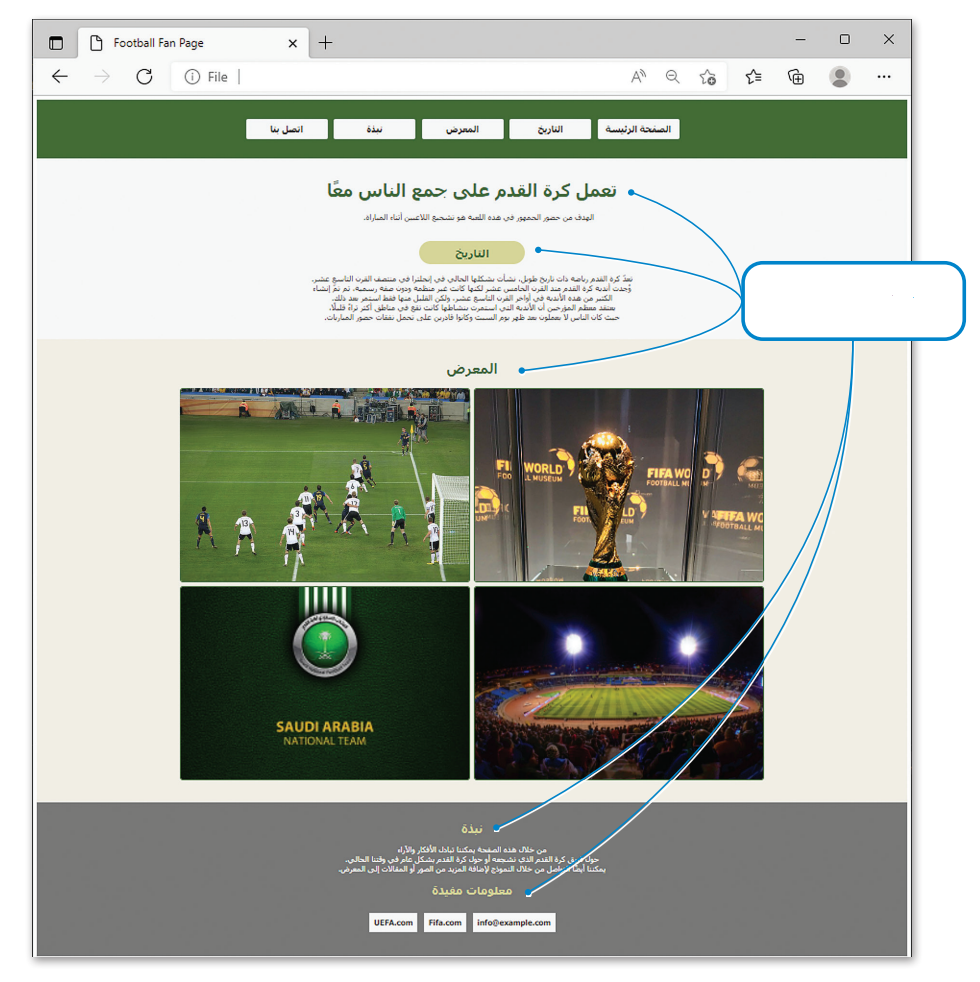 Football Fan Page
File
الصفحة الرئيسة التاريخ المعرض نبذة اتصل بنا
تعمل كرة القدم على جمع الناس معًا
الهدف من حضور الجمهور في هذه اللعبة هو تشجيع اللاعبين أثناء المباراة.
التاريخ
تعدّ كرة القدم رياضة ذات تاريخ طويل، نشأت بشكلها الحالي في إنجلترا في منتصف القرن التاسع عشر.
وُجدت أندية كرة القدم منذ القرن الخامس عشر لكنها كانت غير منظمة ودون صفة رسمية، ثم تمّ إنشاء
الكثير من هذه الأندية في أواخر القرن التاسع عشر، ولكن القليل منها فقط استمر بعد ذلك.
يعتقد معظم المؤرخين أن الأندية التي استمرت بنشاطها كانت تقع في مناطق أكثر ثراءً قليلًا،
حيث كان الناس لا يعملون بعد ظهر يوم السبت وكانوا قادرين على تحمل نفقات حضور المباريات.
المعرض
WORLD
FIFA WO
SAUDI ARABIA
NATIONAL TEAM
نبذة
من خلال هذه الصفحة يمكننا تبادل الأفكار والآراء
حول فريق كرة القدم الذي نشجعه أو حول كرة القدم بشكل عام في وقتنا الحالي.
يمكننا أيضًا التواصل من خلال النموذج لإضافة المزيد من الصور أو المقالات إلى المعرض.
معلومات مفيدة
UEFA.com Fifa.com info@example.com